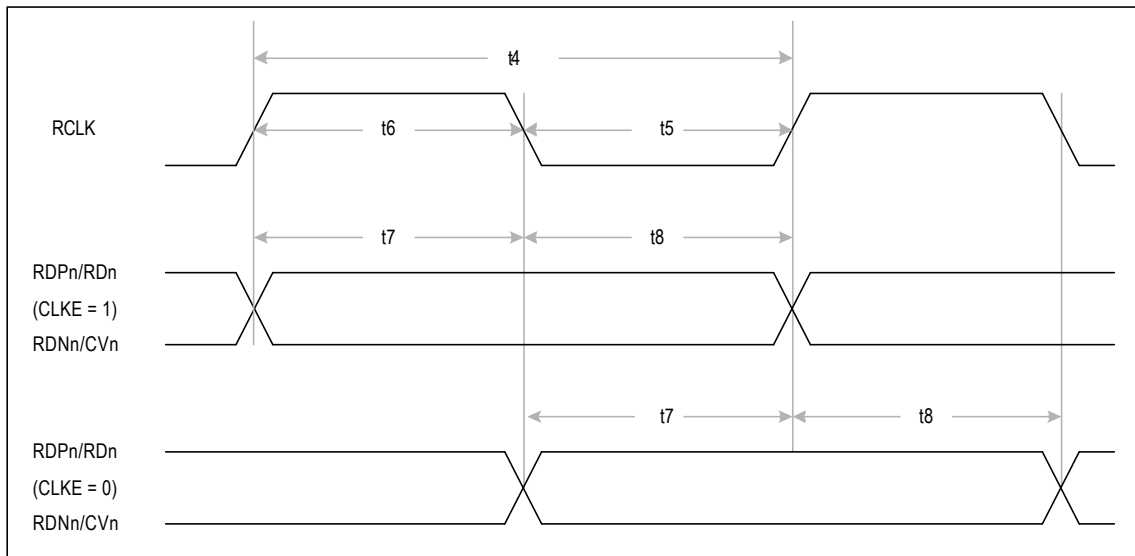 t4
RCLK
t6
t5
t7
t8
RDPn/RDn
(CLKE = 1)
RDNn/CVn
t7
t8
RDPn/RDn
(CLKE = 0)
RDNn/CVn